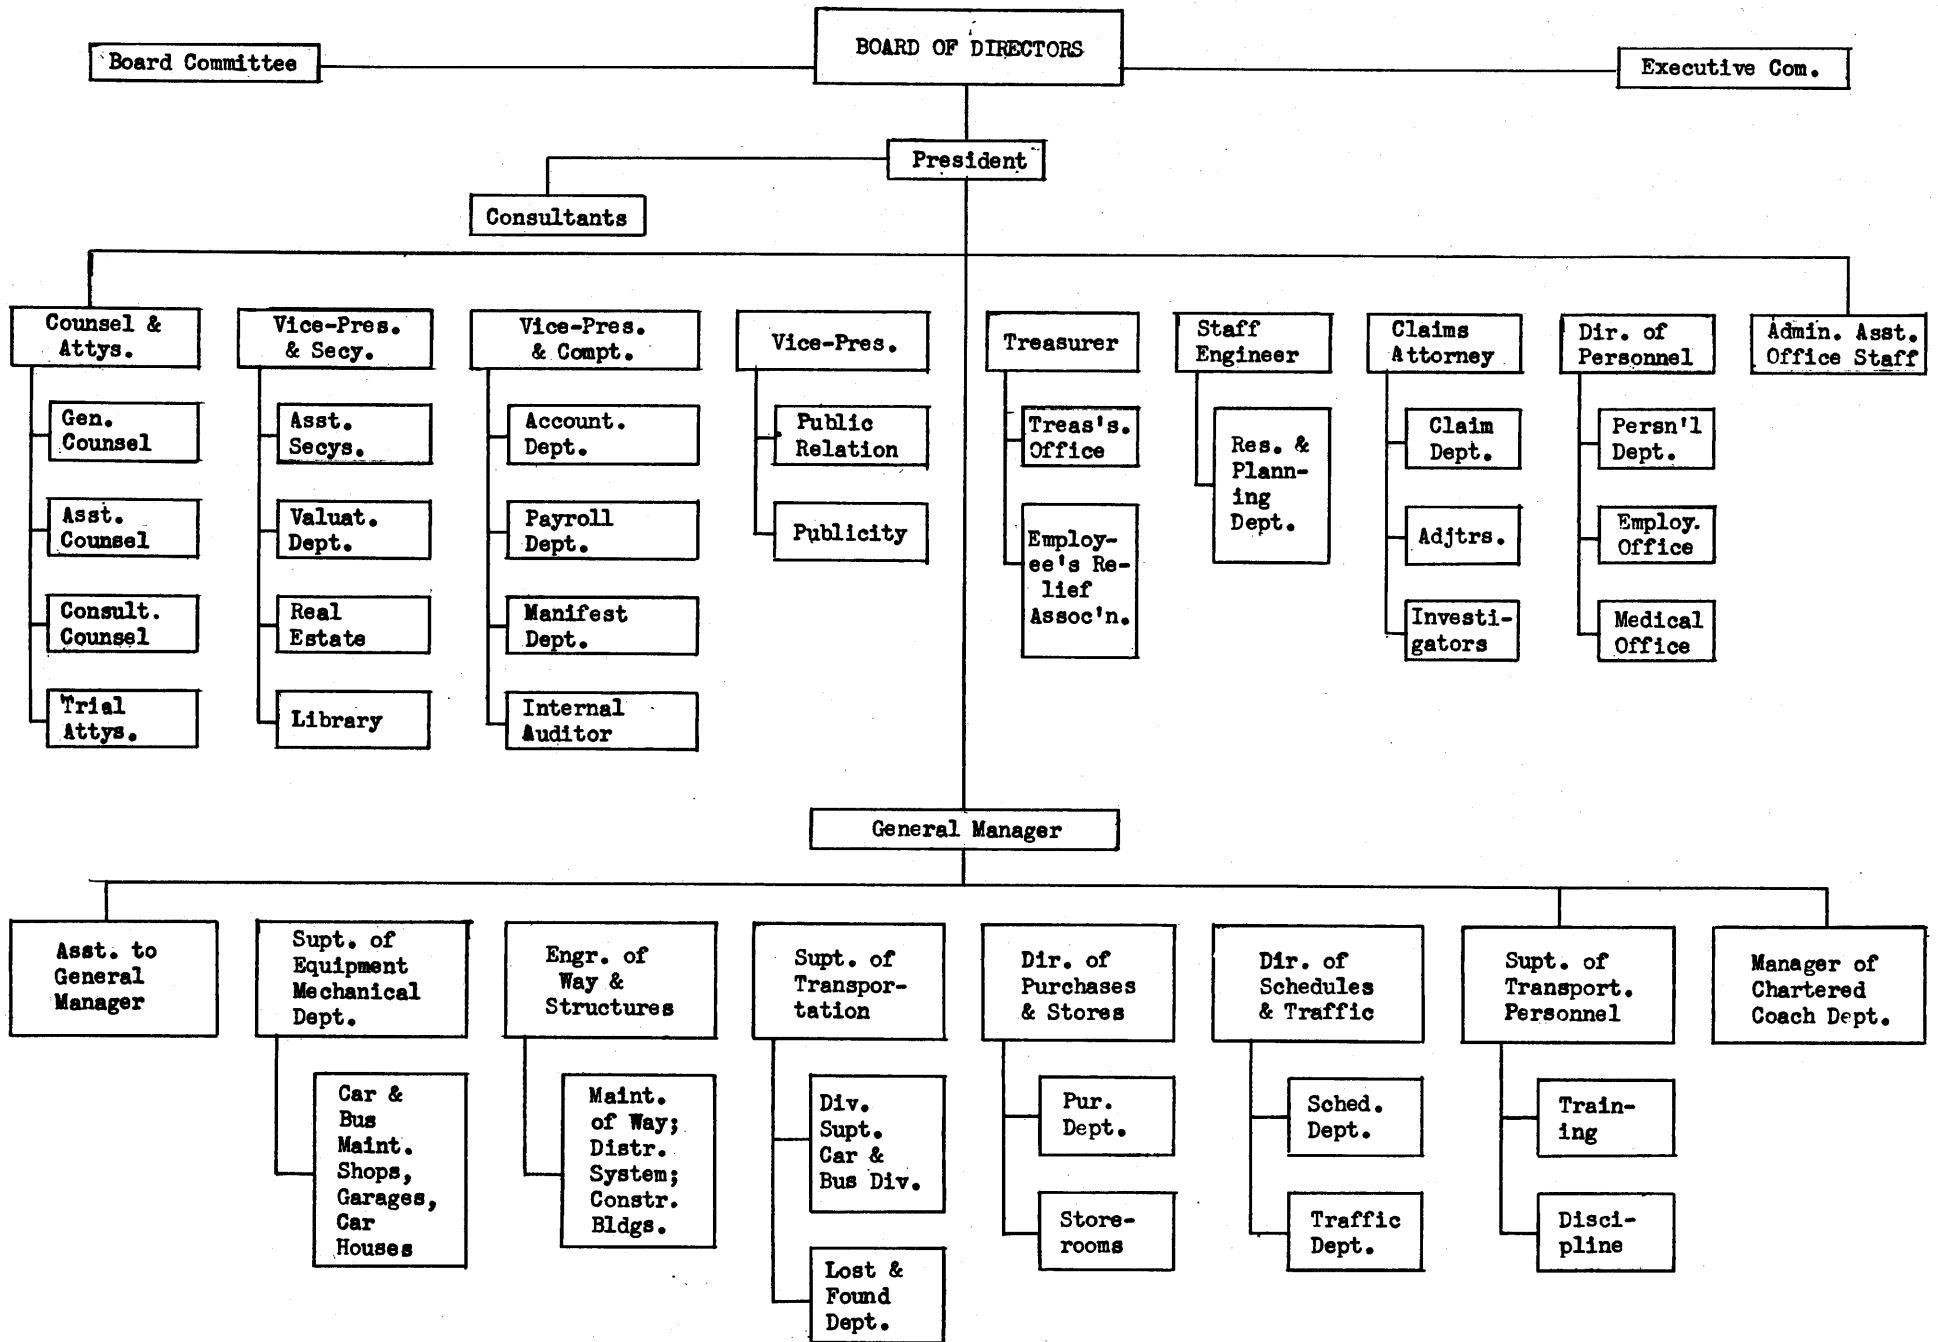 BOARD OF DIRECTORS
Board Committee
Executive Com.
President
Consultants
Counsel &
Attys.
Gen.
Counsel
Asst.
Counsel
Consult.
Counsel
Trial
Attys.
Vice-Pres.
& Secy.
Asst.
Secys.
Valuat.
Dept.
Real
Estate
Library
Vice-Pres.
& Compt.
Account.
Dept.
Payroll
Dept.
Manifest
Dept.
Internal
Auditor
Vice-Pres.
Public
Relation
Publicity
Treasurer
Treas's.
Office
Employ-
ee's Re-
lief
Assoc'n.
Staff
Engineer
Res. &
Plann-
ing
Dept.
Claims
Attorney
Claim
Dept.
Adjtrs.
Investi-
gators
Dir. of
Personnel
Persn'l
Dept.
Employ.
Office
Medical
Office
Admin. Asst.
Office Staff
General Manager
Asst. to
General
Manager
Supt. of
Equipment
Mechanical
Dept.
Car &
Bus
Maint.
Shops,
Garages,
Car
Houses
Engr. of
Way &
Structures
Maint.
of Way;
Distr.
System;
Constr.
Bldgs.
Supt. of
Transpor-
tation
Div.
Supt.
Car &
Bus Div.
Lost &
Found
Dept.
Dir. of
Purchases
& Stores
Pur.
Dept.
Store-
rooms
Dir. of
Schedules
& Traffic
Sched.
Dept.
Traffic
Dept.
Supt. of
Transport.
Personnel
Train-
ing
Disci-
pline
Manager of
Chartered
Coach Dept.